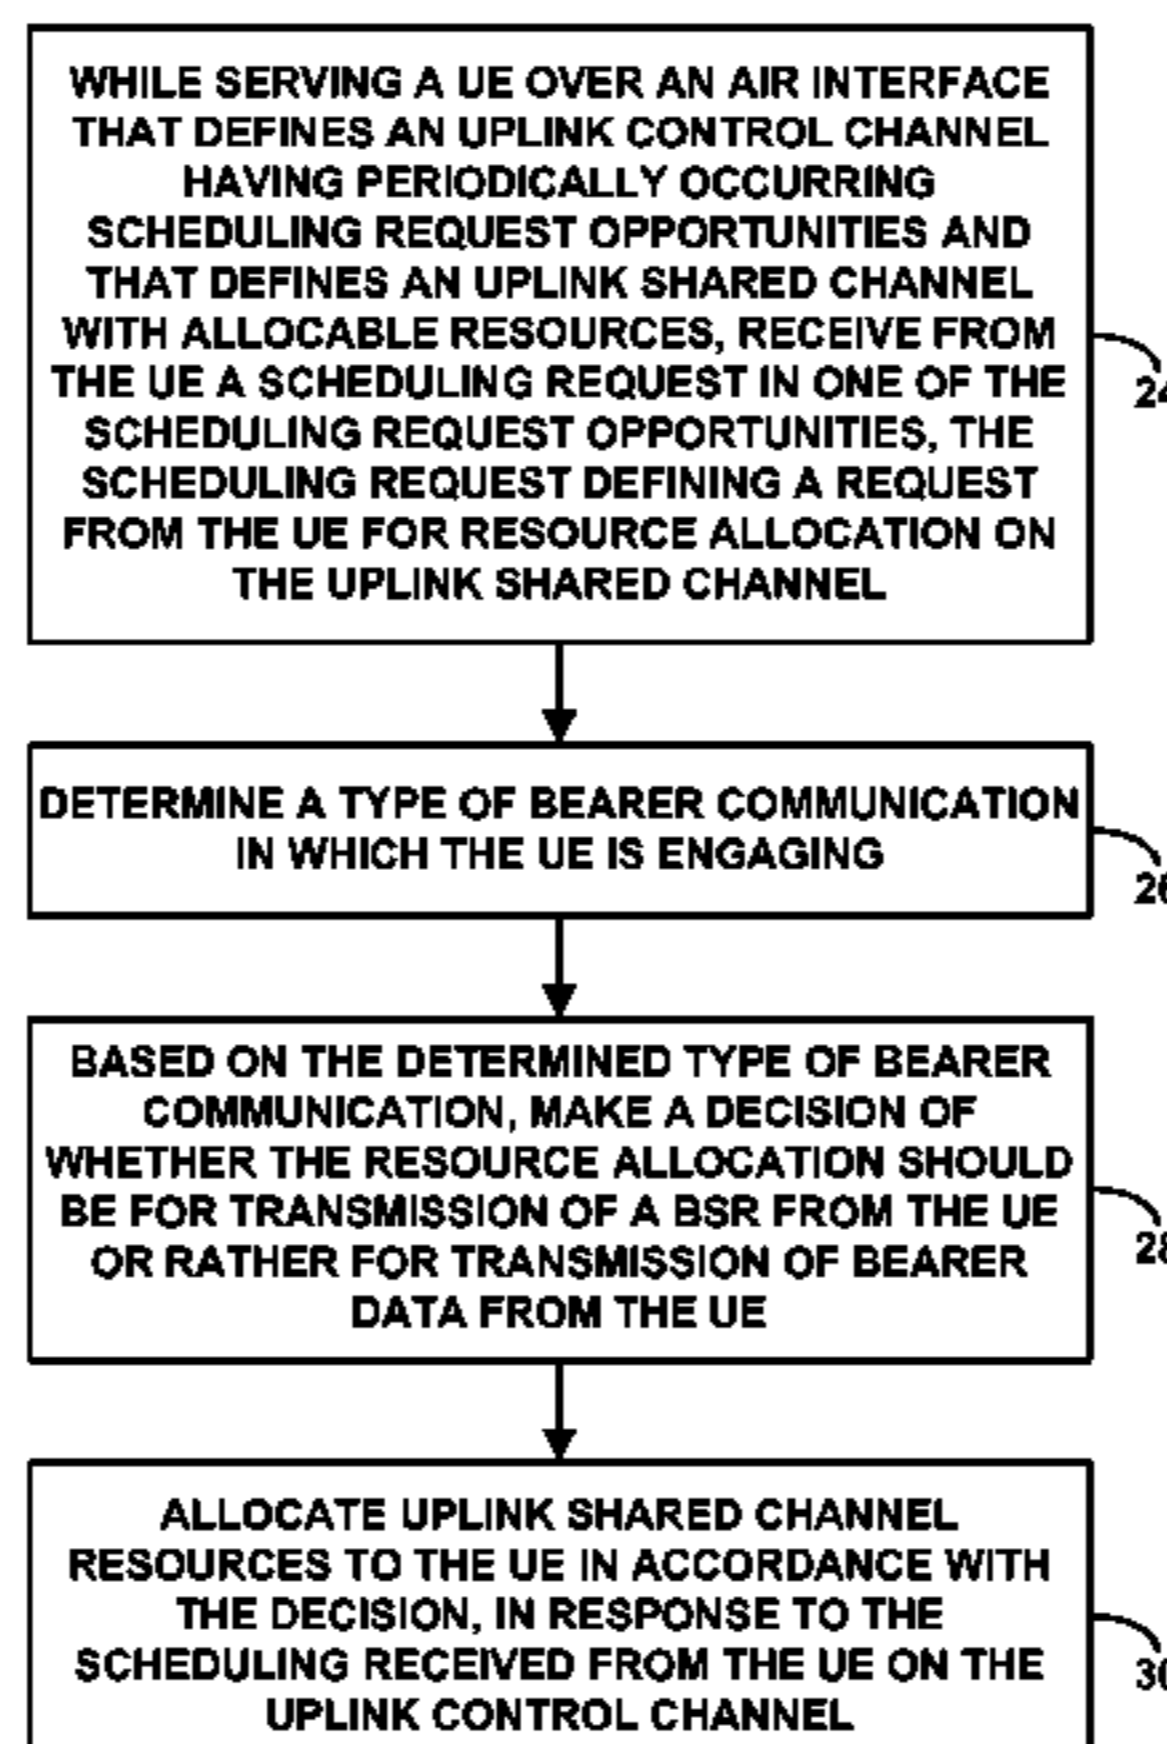 WHILE SERVING A UE OVER AN AIR INTERFACE
THAT DEFINES AN UPLINK CONTROL CHANNEL
HAVING PERIODICALLY OCCURRING
SCHEDULING REQUEST OPPORTUNITIES AND
THAT DEFINES AN UPLINK SHARED CHANNEL
WITH ALLOCABLE RESOURCES, RECEIVE FROM
THE UE A SCHEDULING REQUEST IN ONE OF THE
SCHEDULING REQUEST OPPORTUNITIES, THE
SCHEDULING REQUEST DEFINING A REQUEST
FROM THE UE FOR RESOURCE ALLOCATION ON
THE UPLINK SHARED CHANNEL
24
DETERMINE A TYPE OF BEARER COMMUNICATION
IN WHICH THE UE IS ENGAGING
26
BASED ON THE DETERMINED TYPE OF BEARER
COMMUNICATION, MAKE A DECISION OF
WHETHER THE RESOURCE ALLOCATION SHOULD
BE FOR TRANSMISSION OF A BSR FROM THE UE
OR RATHER FOR TRANSMISSION OF BEARER
DATA FROM THE UE
28
ALLOCATE UPLINK SHARED CHANNEL
RESOURCES TO THE UE IN ACCORDANCE WITH
THE DECISION, IN RESPONSE TO THE
SCHEDULING RECEIVED FROM THE UE ON THE
UPLINK CONTROL CHANNEL
30